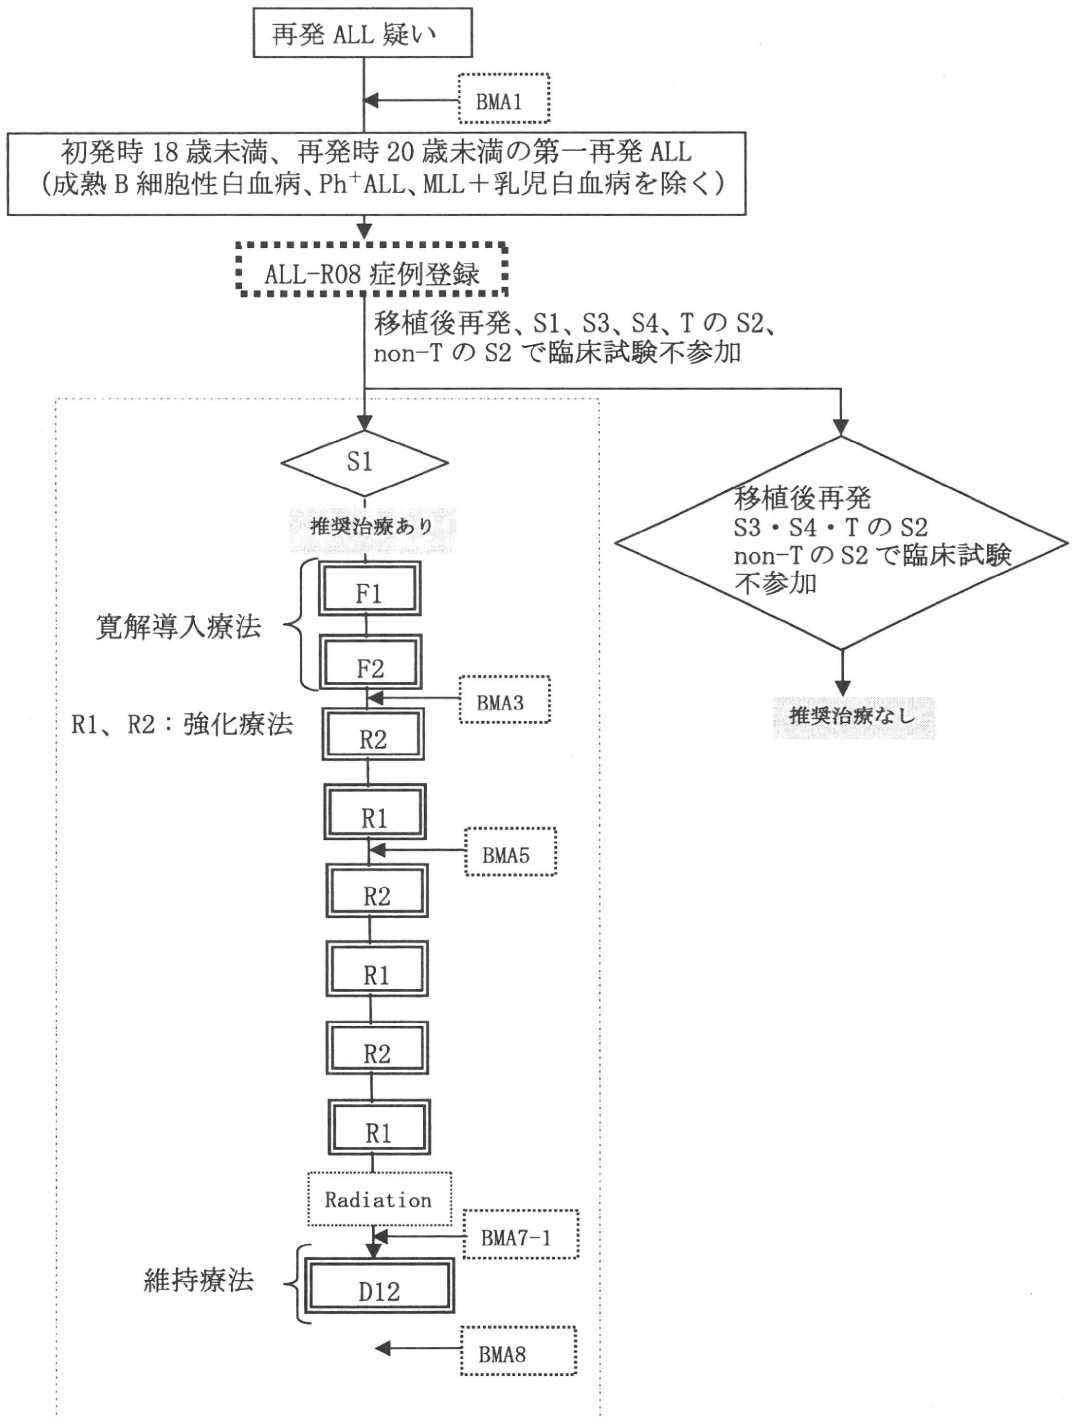 再発 ALL 疑い
BMA1
初発時 18 歳未満、再発時 20 歳未満の第一再発 ALL
（成熟 B 細胞性白血病、Ph⁺ALL、MLL＋乳児白血病を除く）
ALL-R08 症例登録
移植後再発、S1、S3、S4、T の S2、
non-T の S2 で臨床試験不参加
S1
推奨治療あり
移植後再発
S3・S4・T の S2
non-T の S2 で臨床試験
不参加
推奨治療なし
F1
寛解導入療法
F2
BMA3
R1、R2：強化療法
R2
R1
BMA5
R2
R1
R2
R1
Radiation
BMA7-1
維持療法
D12
BMA8